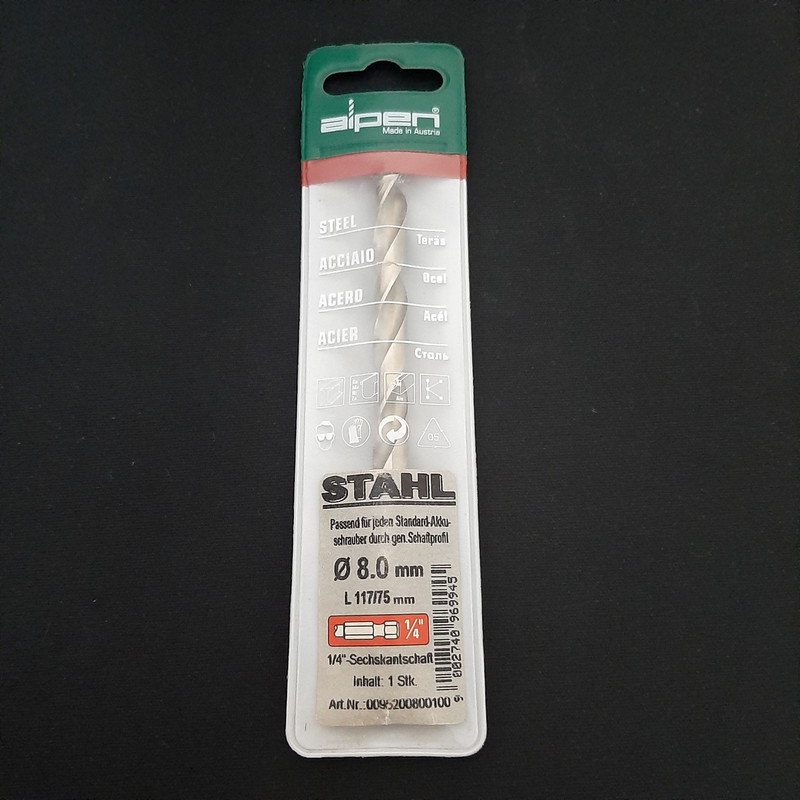 alpen®
Made in Austria
STEEL
Teräs
ACCIAIO
Ocel
ACERO
Acél
ACIER
Сталь
05
STAHL
Passend für jeden Standard-Akku-
schrauber durch gen.Schaftprofil
Ø 8.0 mm
L 117/75 mm
1/4"
1/4"-Sechskantschaft
Inhalt: 1 Stk.
Art.Nr.:0095200800100
9 002740 969945